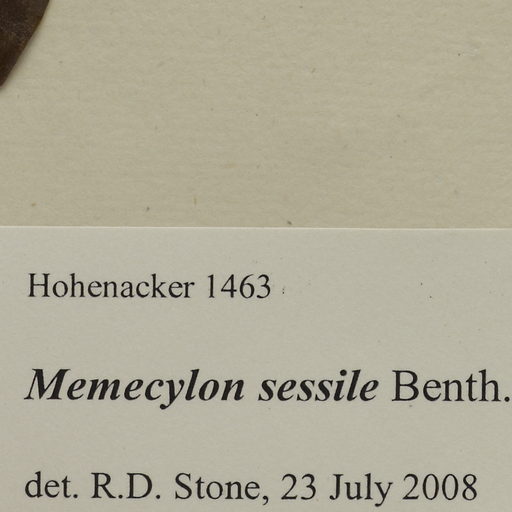 Hohenacker 1463
Memecylon sessile Benth.
det. R.D. Stone, 23 July 2008